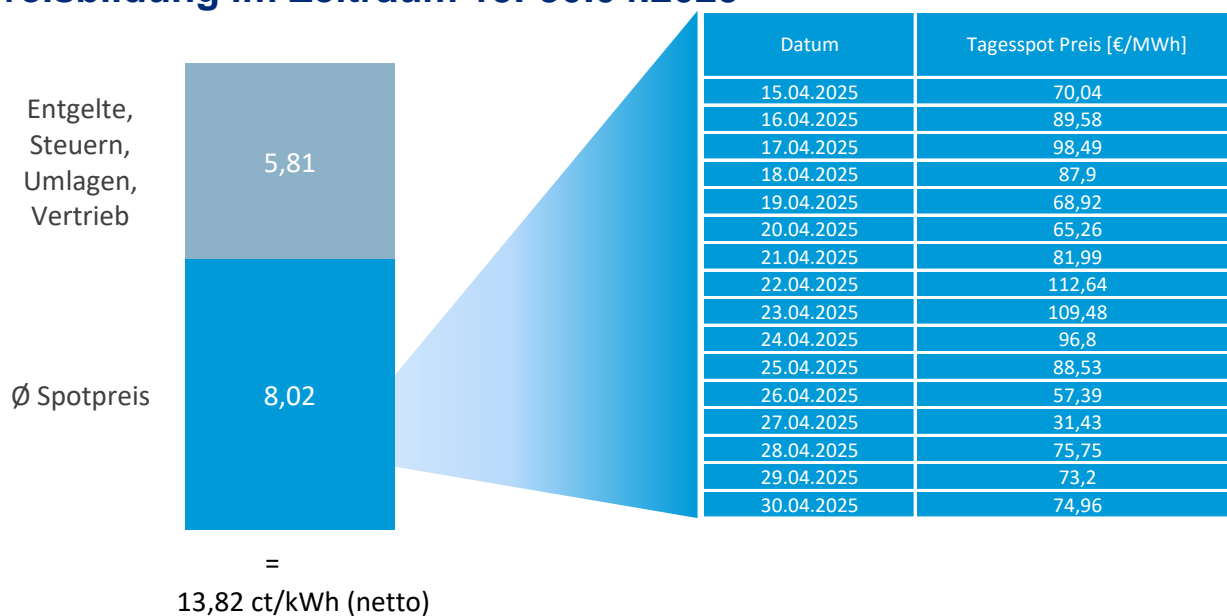 im Zeitraum
Entgelte,
Steuern,
Umlagen,
Vertrieb
5,81
Ø Spotpreis
8,02
=
13,82 ct/kWh (netto)
Datum Tagesspot Preis [€/MWh]
15.04.2025 70,04
16.04.2025 89,58
17.04.2025 98,49
18.04.2025 87,9
19.04.2025 68,92
20.04.2025 65,26
21.04.2025 81,99
22.04.2025 112,64
23.04.2025 109,48
24.04.2025 96,8
25.04.2025 88,53
26.04.2025 57,39
27.04.2025 31,43
28.04.2025 75,75
29.04.2025 73,2
30.04.2025 74,96